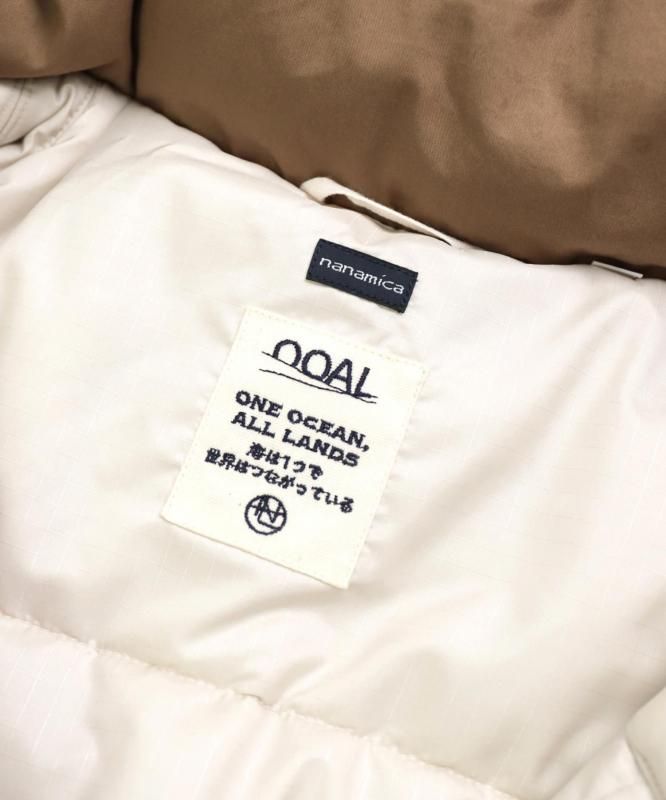 nanamica
OOAL
ONE OCEAN,
ALL LANDS
海は1つで
世界はつながっている